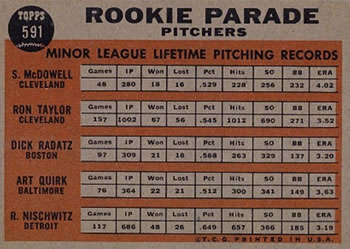 TOPPS
591
ROOKIE PARADE
PITCHERS
MINOR LEAGUE LIFETIME PITCHING RECORDS
S. McDOWELL
CLEVELAND
Games IP Won Lost Pct Hits SO BB ERA
48 280 18 16 .529 228 256 232 4.02
RON TAYLOR
CLEVELAND
Games IP Won Lost Pct Hits SO BB ERA
157 1002 67 56 .545 690 271 3.52
DICK RADATZ
BOSTON
Games IP Won Lost Pct Hits SO BB ERA
97 309 21 16 .568 263 329 137 3.20
ART QUIRK
BALTIMORE
Games IP Won Lost Pct Hits SO BB ERA
76 364 22 21 .512 300 341 149 3.63
R. NISCHWITZ
DETROIT
Games IP Won Lost Pct Hits SO BB ERA
117 686 48 26 .649 657 366 185 3.19
© T.C.G. PRINTED IN U.S.A.